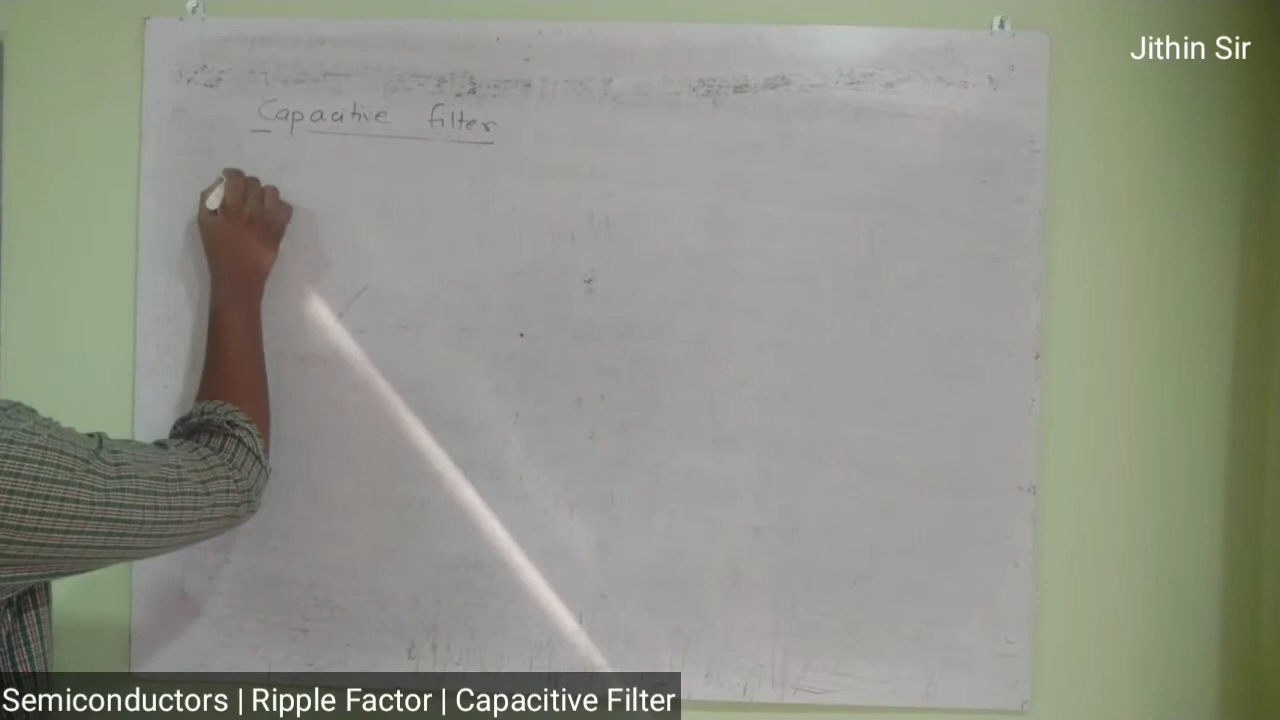 Jithin Sir
Capacitive filter
Semiconductors | Ripple Factor | Capacitive Filter